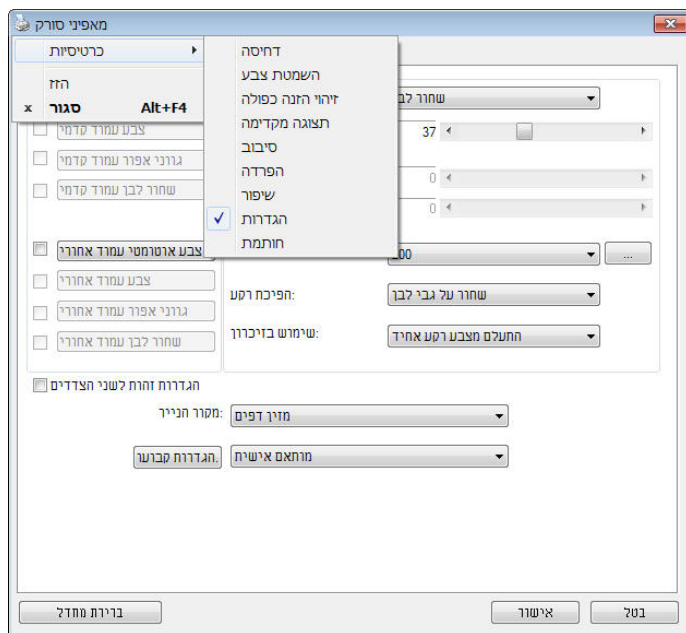 מאפיני סורק
כרטיסיות
הזז
x סגור Alt+F4
דחיסה
השמטת צבע
זיהוי הזנה כפולה
תצוגה מקדימה
סיבוב
הפרדה
שיפור
הגדרות
חותמת
שחור לב
37
צבע עמוד קדמי
גרוני אפור עמוד קדמי
0
שחור לבן עמוד קדמי
0
צבע אוטומטי עמוד אחורי
200
...
צבע עמוד אחורי
הפיכת רקע:
שחור על גבי לבן
גרוני אפור עמוד אחורי
שימוש בזיכרון:
התעלם מצבע רקע אחיד
שחור לבן עמוד אחורי
הגדרות זהות לשני הצדדים
מקור הנייר:
מזין דפים
הגדרות קבועו.
מותאם אישית
ברירת מחדל
אישור
בטל